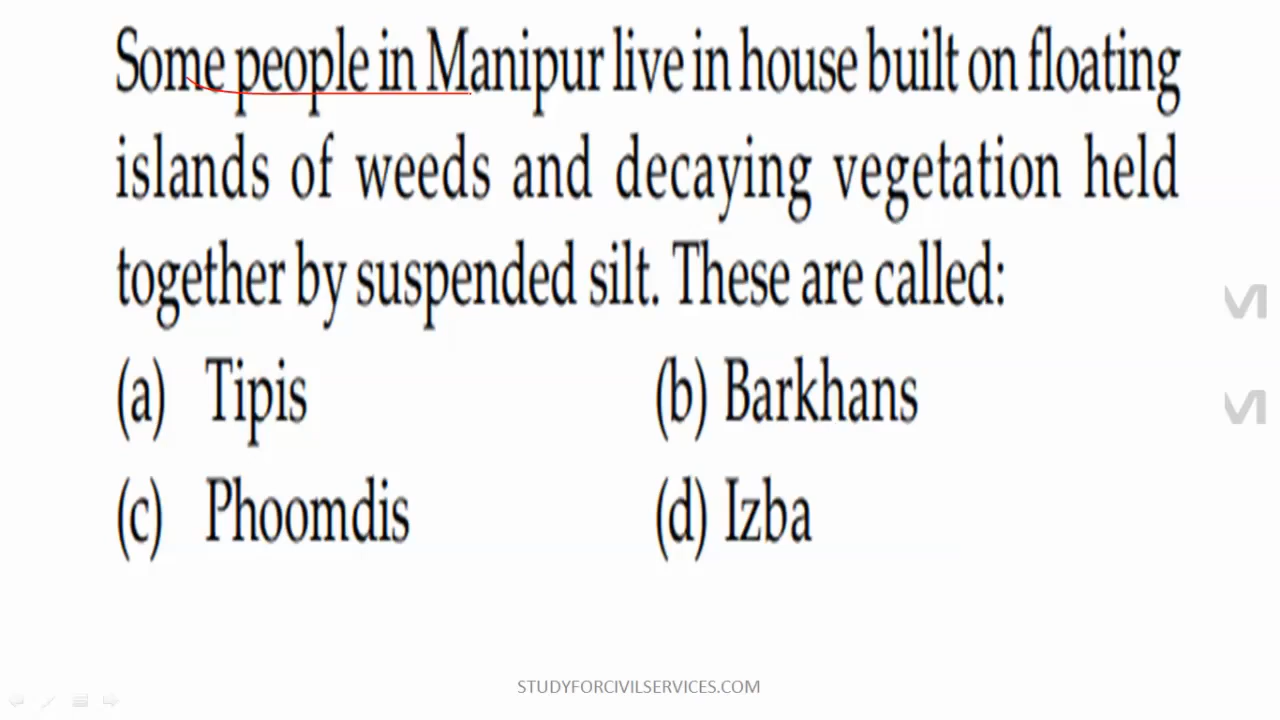 Some people in Manipur live in house built on floating
islands of weeds and decaying vegetation held
together by suspended silt. These are called:
(a) Tipis (b) Barkhans
(c) Phoomdis (d) Izba
STUDYFORCIVILSERVICES.COM